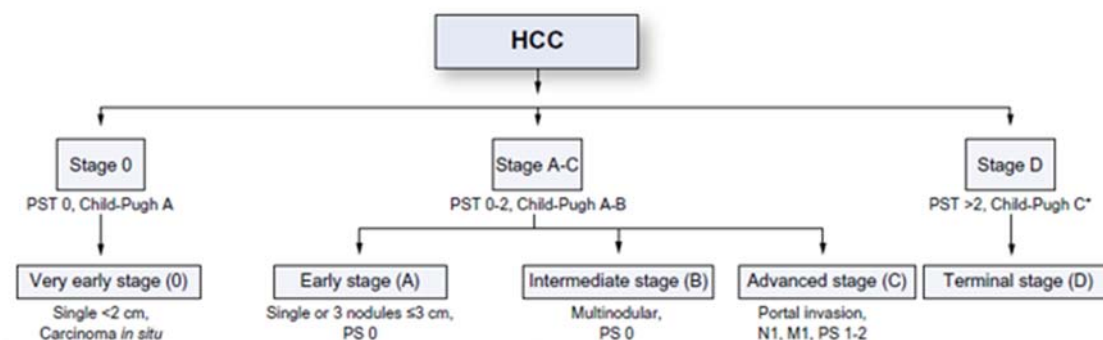 HCC
Stage 0
PST 0, Child-Pugh A
Stage A-C
PST 0-2, Child-Pugh A-B
Stage D
PST >2, Child-Pugh C*
Very early stage (0)
Single <2 cm,
Carcinoma in situ
Early stage (A)
Single or 3 nodules ≤3 cm,
PS 0
Intermediate stage (B)
Multinodular,
PS 0
Advanced stage (C)
Portal invasion,
N1, M1, PS 1-2
Terminal stage (D)